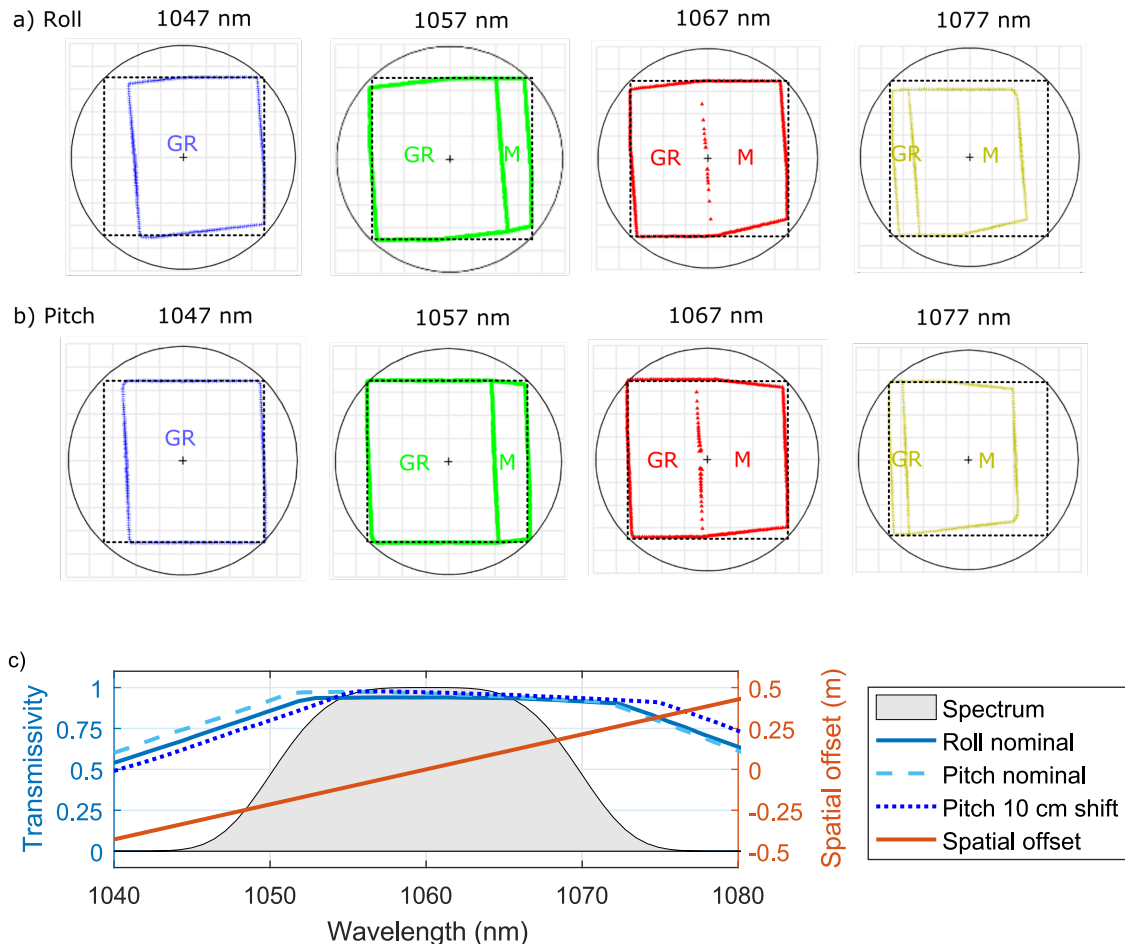 a) Roll
1047 nm 1057 nm 1067 nm 1077 nm
GR GR M GR M GR M
b) Pitch 1047 nm 1057 nm 1067 nm 1077 nm
GR GR M GR M GR M
c)
Transmissivity
1
0.75
0.5
0.25
0
0.5
0.25
0
-0.25
-0.5
Spatial offset (m)
1040 1050 1060 1070 1080
Wavelength (nm)
Spectrum
Roll nominal
Pitch nominal
Pitch 10 cm shift
Spatial offset